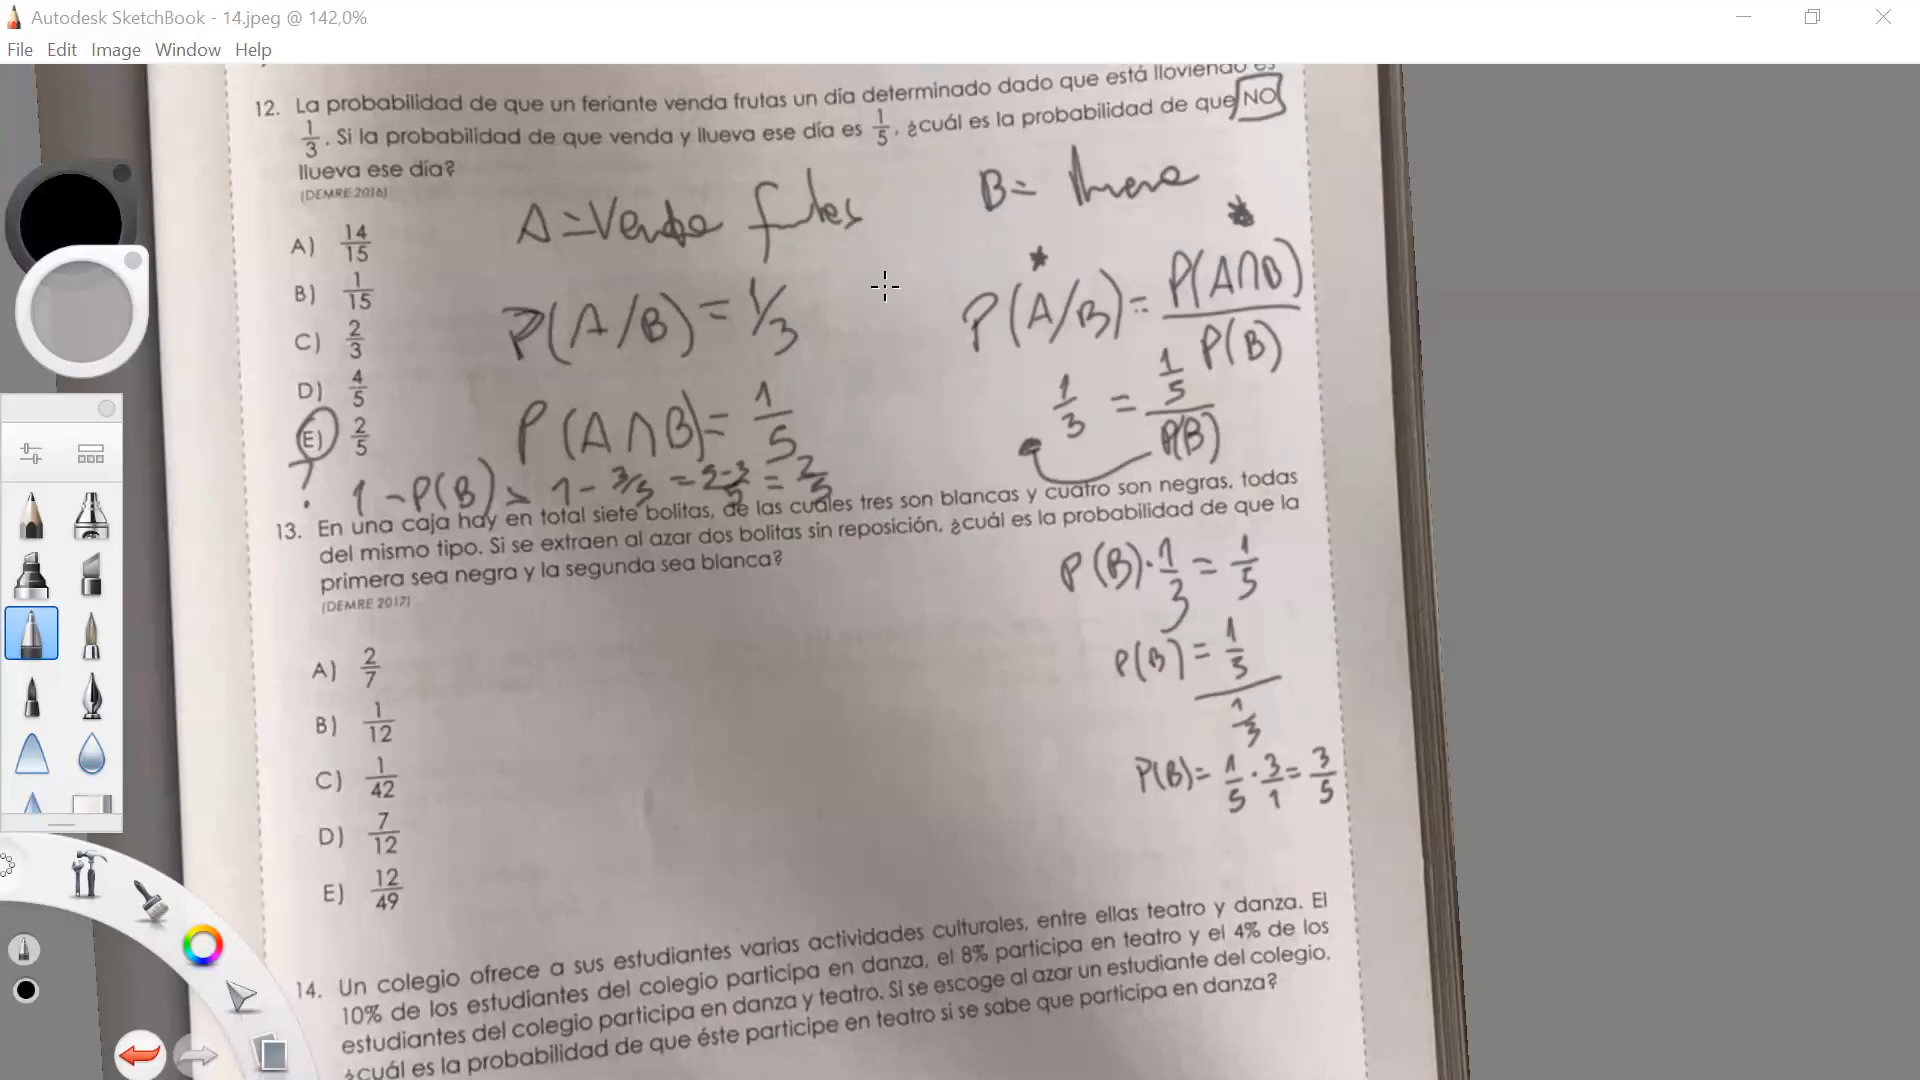 Autodesk SketchBook - 14.jpeg @ 142,0%
File Edit Image Window Help
12. La probabilidad de que un feriante venda frutas un día determinado dado que está lloviendo es
1/3. Si la probabilidad de que venda y llueva ese día es 1/5, ¿cuál es la probabilidad de que NO
llueva ese día?
(DEMRE 2016)
A) 14/15
B) 1/15
C) 2/3
D) 4/5
E) 2/5
?
A = Vende frutas
B = llueva
P(A/B) = 1/3
P(A∩B) = 1/5
1 - P(B) > 1 - 3/5 = 5-3/5 = 2/5
P(A/B) = P(A∩B)/P(B)
1/3 = 1/5/P(B)
P(B) · 1/3 = 1/5
P(B) = 1/5/1/3
P(B) = 1/5 · 3/1 = 3/5
13. En una caja hay en total siete bolitas, de las cuales tres son blancas y cuatro son negras, todas
del mismo tipo. Si se extraen al azar dos bolitas sin reposición, ¿cuál es la probabilidad de que la
primera sea negra y la segunda sea blanca?
(DEMRE 2017)
A) 2/7
B) 1/12
C) 1/42
D) 7/12
E) 12/49
14. Un colegio ofrece a sus estudiantes varias actividades culturales, entre ellas teatro y danza. El
10% de los estudiantes del colegio participa en danza, el 8% participa en teatro y el 4% de los
estudiantes del colegio participa en danza y teatro. Si se escoge al azar un estudiante del colegio,
¿cuál es la probabilidad de que éste participe en teatro si se sabe que participa en danza?